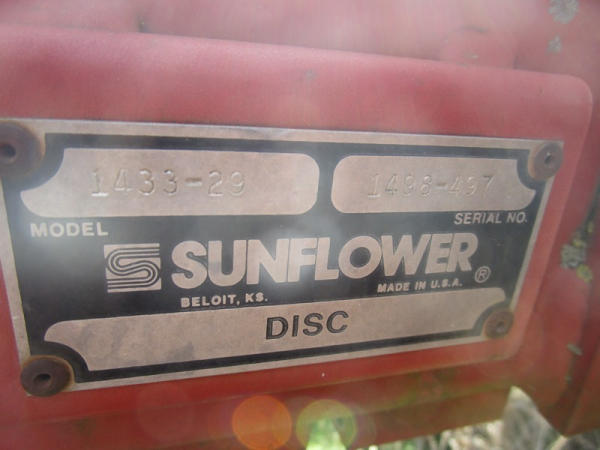 1433-29 1498-497
MODEL SERIAL NO.
SUNFLOWER ®
BELOIT, KS. MADE IN U.S.A.
DISC